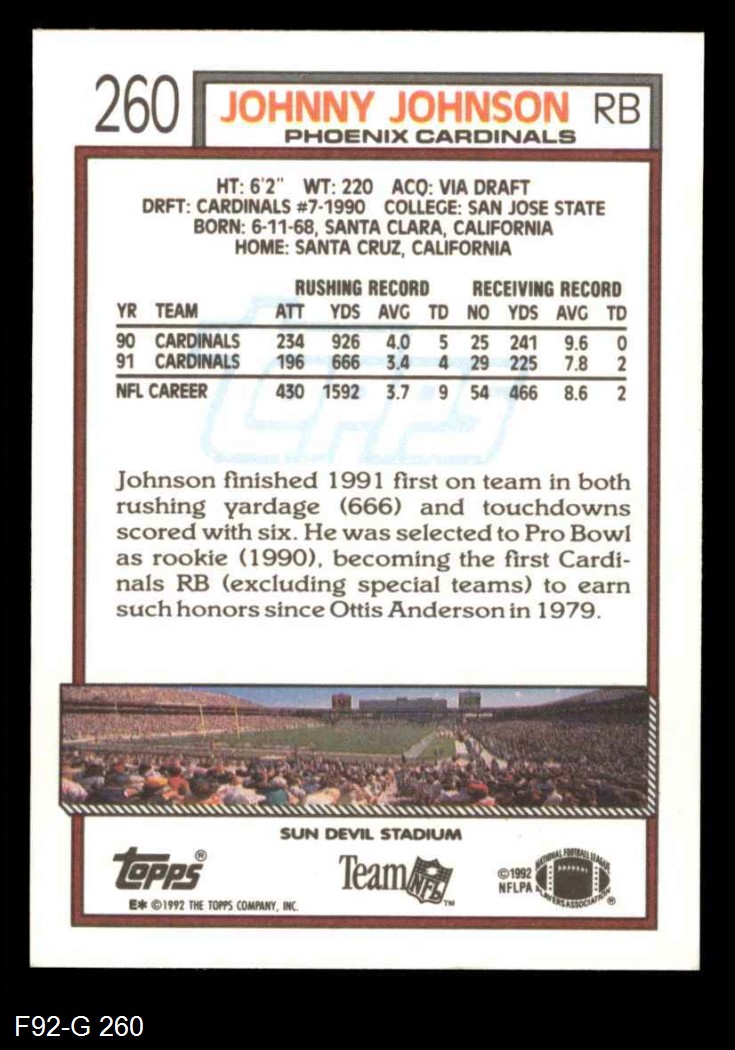 260 JOHNNY JOHNSON RB
PHOENIX CARDINALS
HT: 6'2" WT: 220 ACQ: VIA DRAFT
DRFT: CARDINALS #7-1990 COLLEGE: SAN JOSE STATE
BORN: 6-11-68, SANTA CLARA, CALIFORNIA
HOME: SANTA CRUZ, CALIFORNIA
RUSHING RECORD RECEIVING RECORD
YR TEAM ATT YDS AVG TD NO YDS AVG TD
90 CARDINALS 234 926 4.0 5 25 241 9.6 0
91 CARDINALS 196 666 3.4 4 29 225 7.8 2
NFL CAREER 430 1592 3.7 9 54 466 8.6 2
Topps
Johnson finished 1991 first on team in both
rushing yardage (666) and touchdowns
scored with six. He was selected to Pro Bowl
as rookie (1990), becoming the first Cardi-
nals RB (excluding special teams) to earn
such honors since Ottis Anderson in 1979.
SUN DEVIL STADIUM
Topps® Team NFL™ ©1992 NFLPA NATIONAL FOOTBALL LEAGUE PLAYERS ASSOCIATION®
E* ©1992 THE TOPPS COMPANY, INC.
F92-G 260